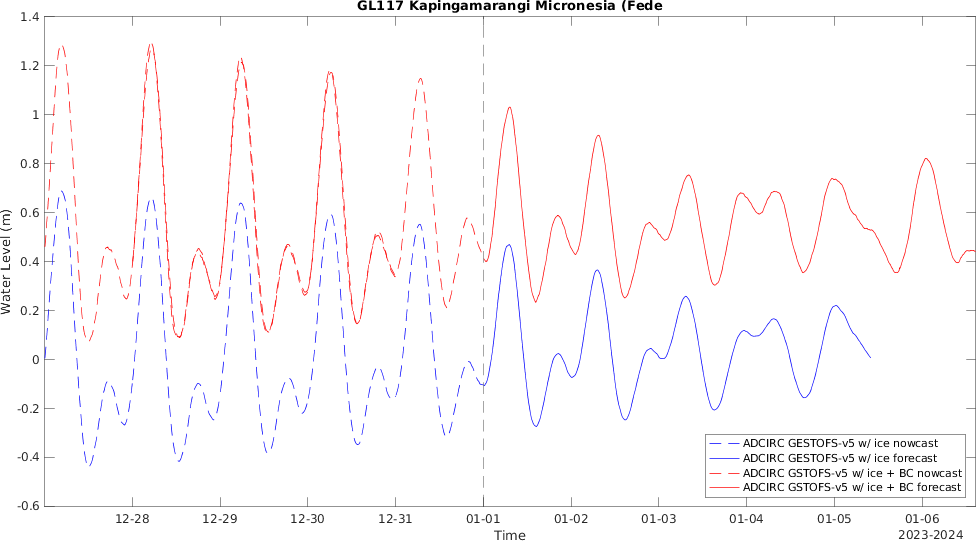 GL117 Kapingamarangi Micronesia (Fede
1.4
1.2
1
0.8
0.6
0.4
0.2
0
-0.2
-0.4
-0.6
Water Level (m)
12-28 12-29 12-30 12-31 01-01 01-02 01-03 01-04 01-05 01-06
Time
2023-2024
ADCIRC GESTOFS-v5 w/ ice nowcast
ADCIRC GESTOFS-v5 w/ ice forecast
ADCIRC GSTOFS-v5 w/ ice + BC nowcast
ADCIRC GSTOFS-v5 w/ ice + BC forecast